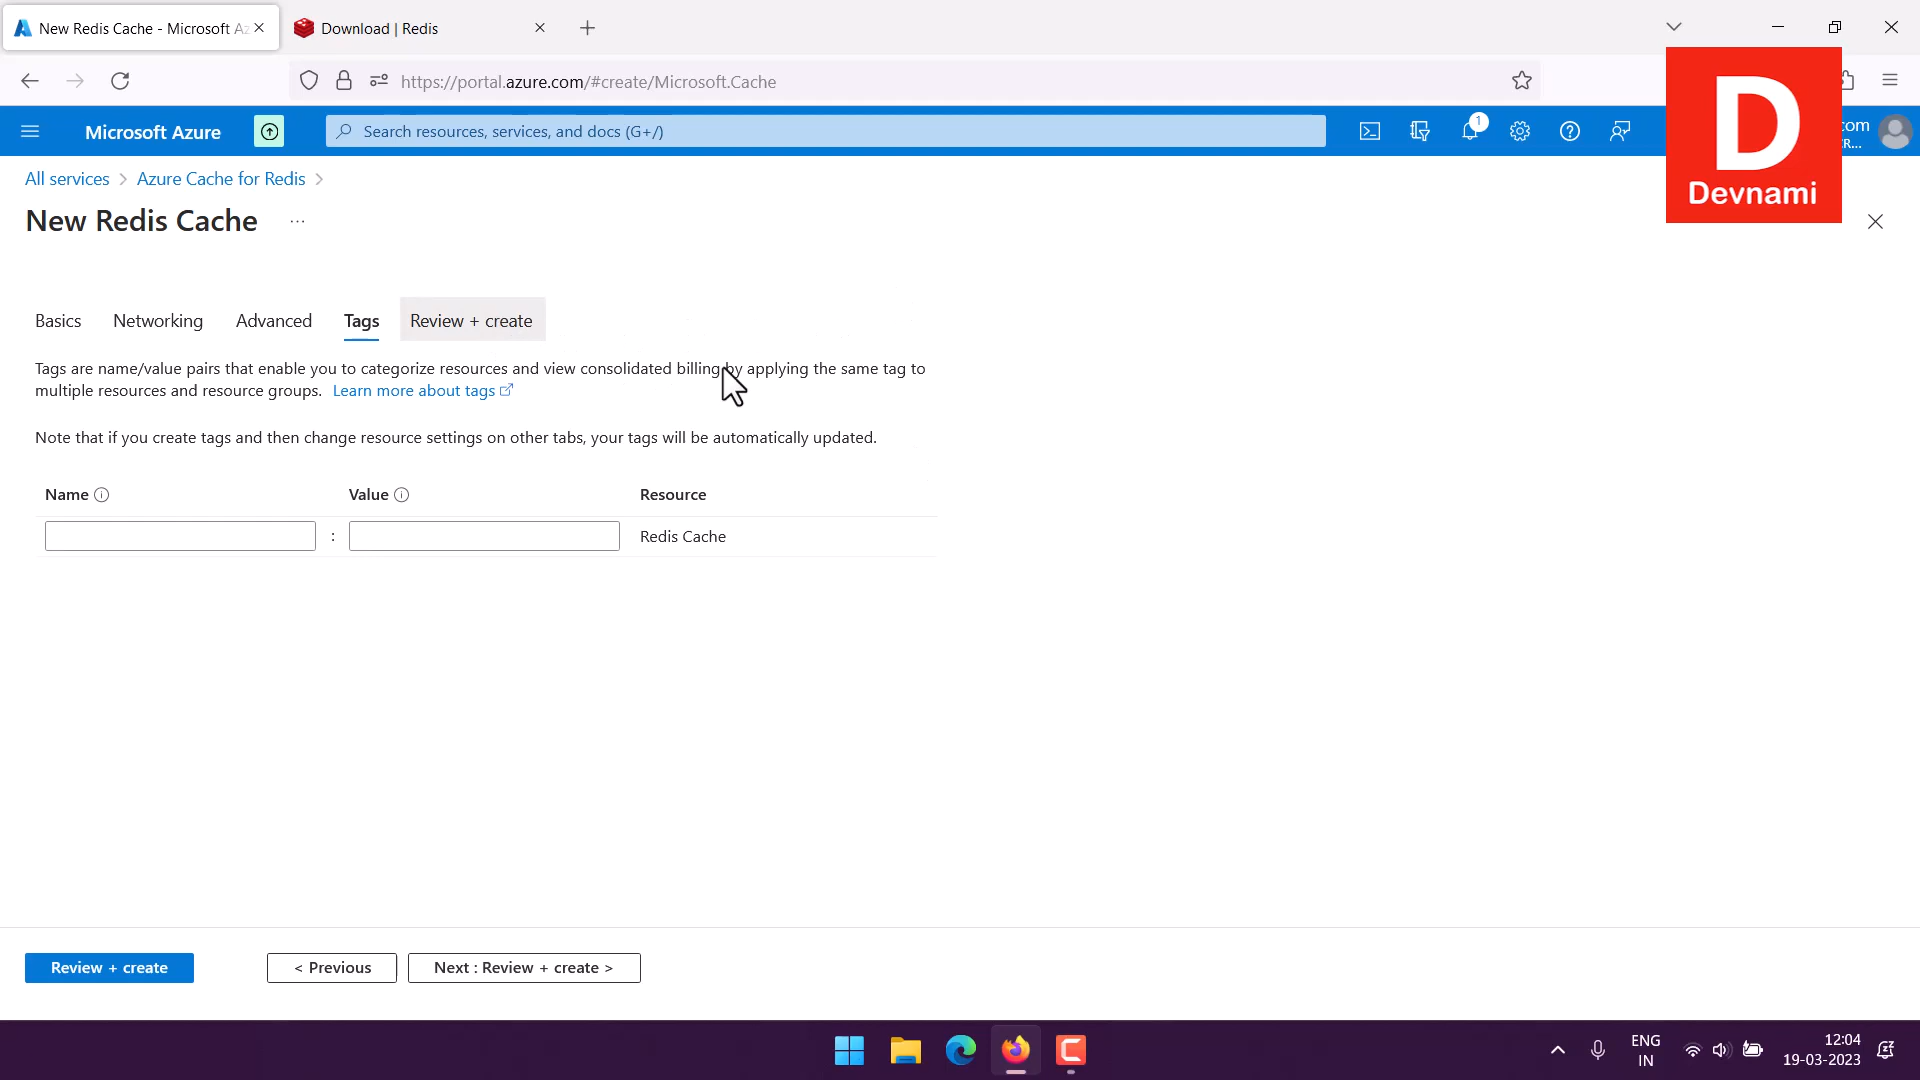 New Redis Cache - Microsoft Az
Download | Redis
https://portal.azure.com/#create/Microsoft.Cache
Microsoft Azure
Search resources, services, and docs (G+/)
1
com
R...
D
Devnami
All services > Azure Cache for Redis >
New Redis Cache ...
Basics
Networking
Advanced
Tags
Review + create
Tags are name/value pairs that enable you to categorize resources and view consolidated billing by applying the same tag to
multiple resources and resource groups. Learn more about tags
Note that if you create tags and then change resource settings on other tabs, your tags will be automatically updated.
Name
Value
Resource
:
Redis Cache
Review + create
< Previous
Next : Review + create >
ENG
IN
12:04
19-03-2023